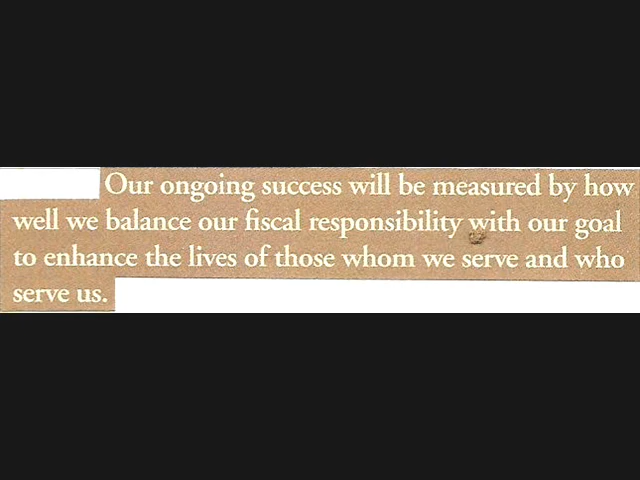 Our ongoing success will be measured by how
well we balance our fiscal responsibility with our goal
to enhance the lives of those whom we serve and who
serve us.